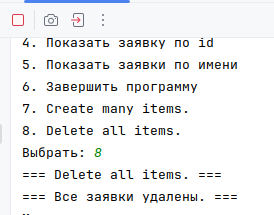 4. Показать заявку по id
5. Показать заявки по имени
6. Завершить программу
7. Create many items.
8. Delete all items.
Выбрать: 8
=== Delete all items. ===
=== Все заявки удалены. ===